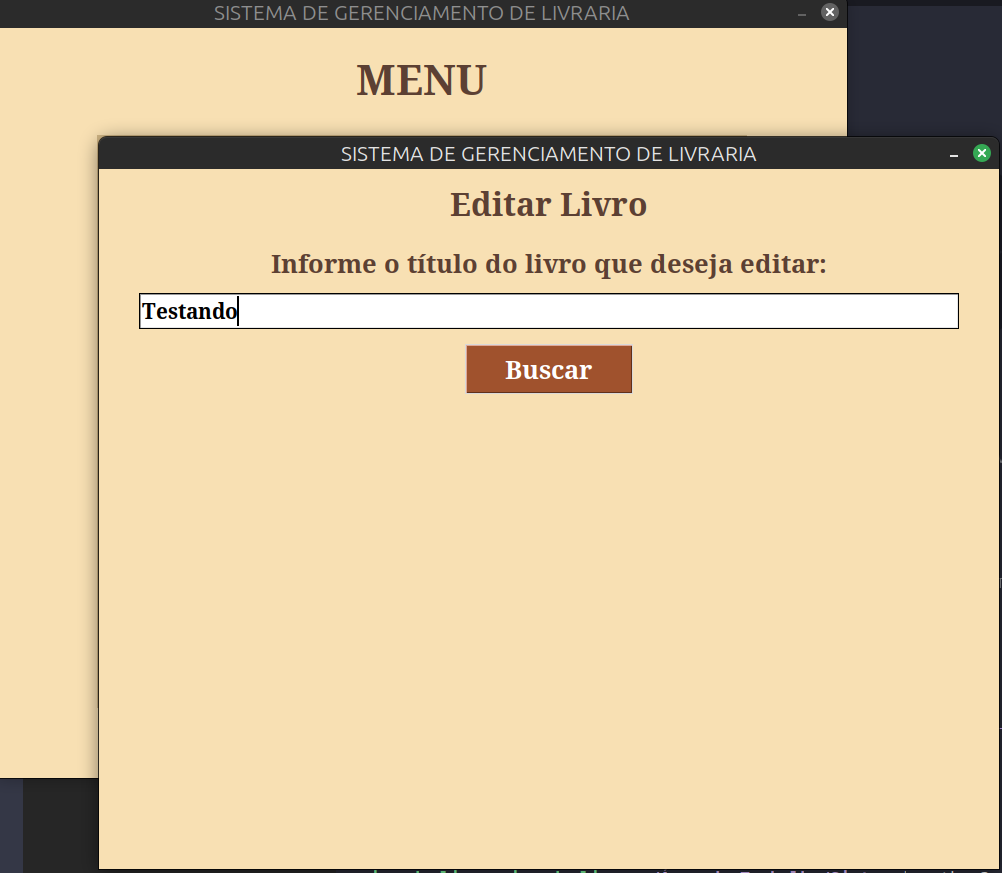 SISTEMA DE GERENCIAMENTO DE LIVRARIA
MENU
SISTEMA DE GERENCIAMENTO DE LIVRARIA
Editar Livro
Informe o título do livro que deseja editar:
Testando
Buscar